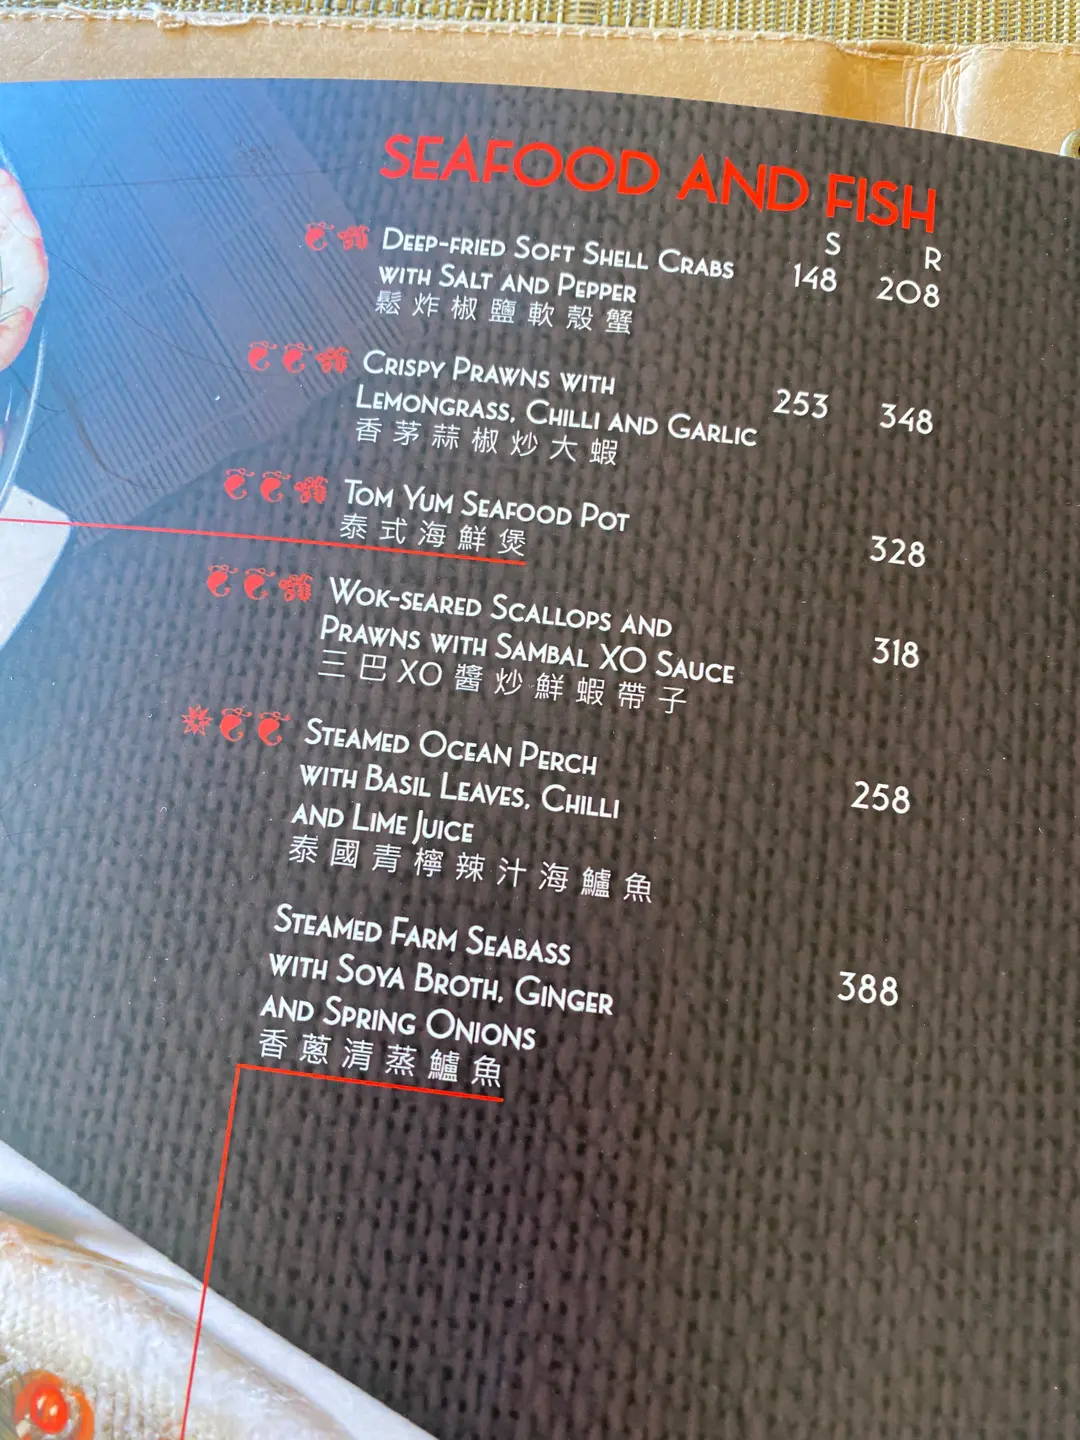 SEAFOOD AND FISH
S R
DEEP-FRIED SOFT SHELL CRABS 148 208
WITH SALT AND PEPPER
鬆炸椒鹽軟殼蟹
CRISPY PRAWNS WITH
LEMONGRASS, CHILLI AND GARLIC 253 348
香茅蒜椒炒大蝦
TOM YUM SEAFOOD POT 328
泰式海鮮煲
WOK-SEARED SCALLOPS AND
PRAWNS WITH SAMBAL XO SAUCE 318
三巴XO醬炒鮮蝦帶子
STEAMED OCEAN PERCH
WITH BASIL LEAVES, CHILLI 258
AND LIME JUICE
泰國青檸辣汁海鱸魚
STEAMED FARM SEABASS
WITH SOYA BROTH, GINGER 388
AND SPRING ONIONS
香蔥清蒸鱸魚